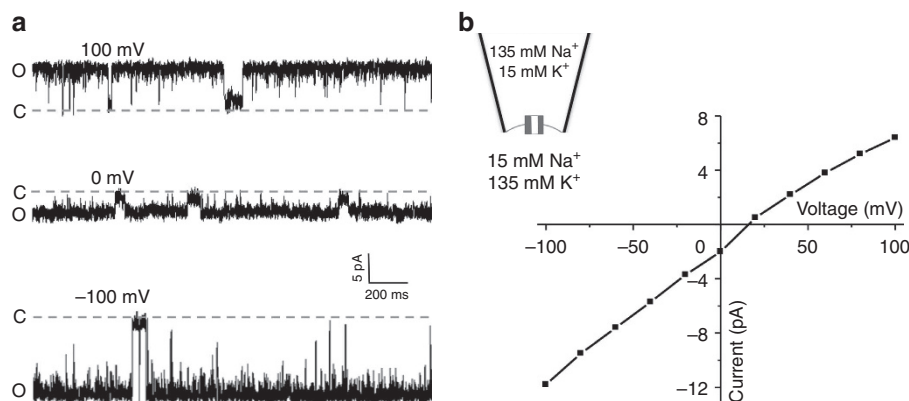 a
100 mV
O
C
0 mV
C
O
5 pA
200 ms
−100 mV
C
O
b
135 mM Na⁺
15 mM K⁺
15 mM Na⁺
135 mM K⁺
8
4
Voltage (mV)
−100
−50
0
50
100
−4
−8
−12
Current (pA)